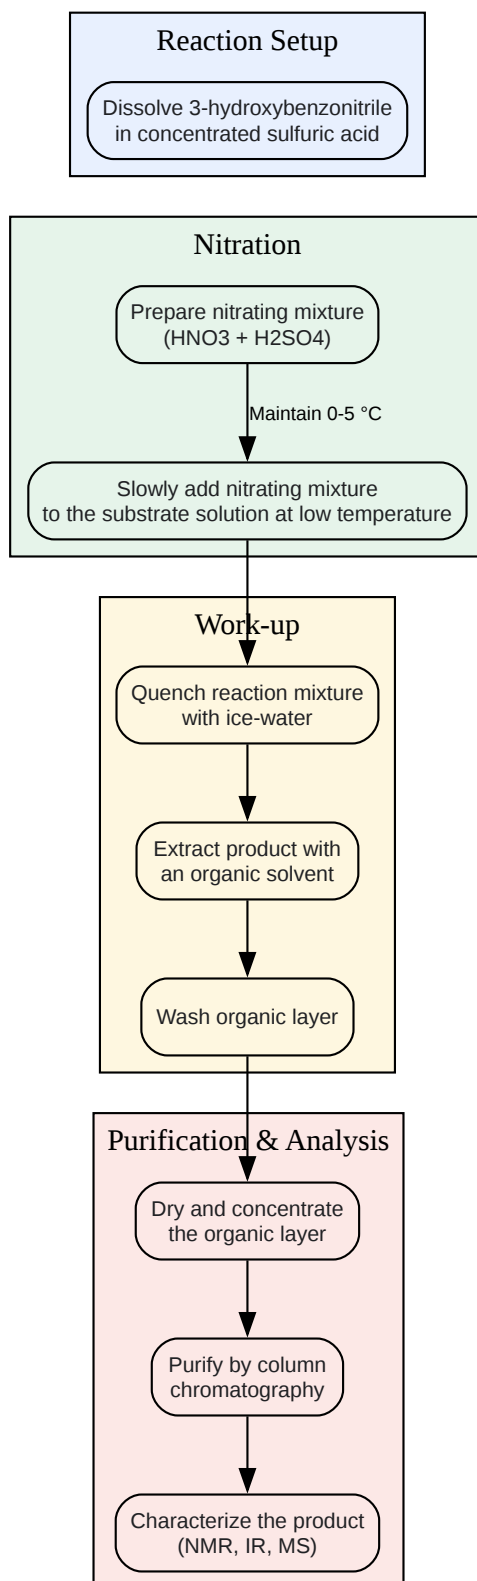 Reaction Setup
Dissolve 3-hydroxybenzonitrile
in concentrated sulfuric acid
Nitration
Prepare nitrating mixture
(HNO3 + H2SO4)
Maintain 0-5 °C
Slowly add nitrating mixture
to the substrate solution at low temperature
Work-up
Quench reaction mixture
with ice-water
Extract product with
an organic solvent
Wash organic layer
Purification & Analysis
Dry and concentrate
the organic layer
Purify by column
chromatography
Characterize the product
(NMR, IR, MS)